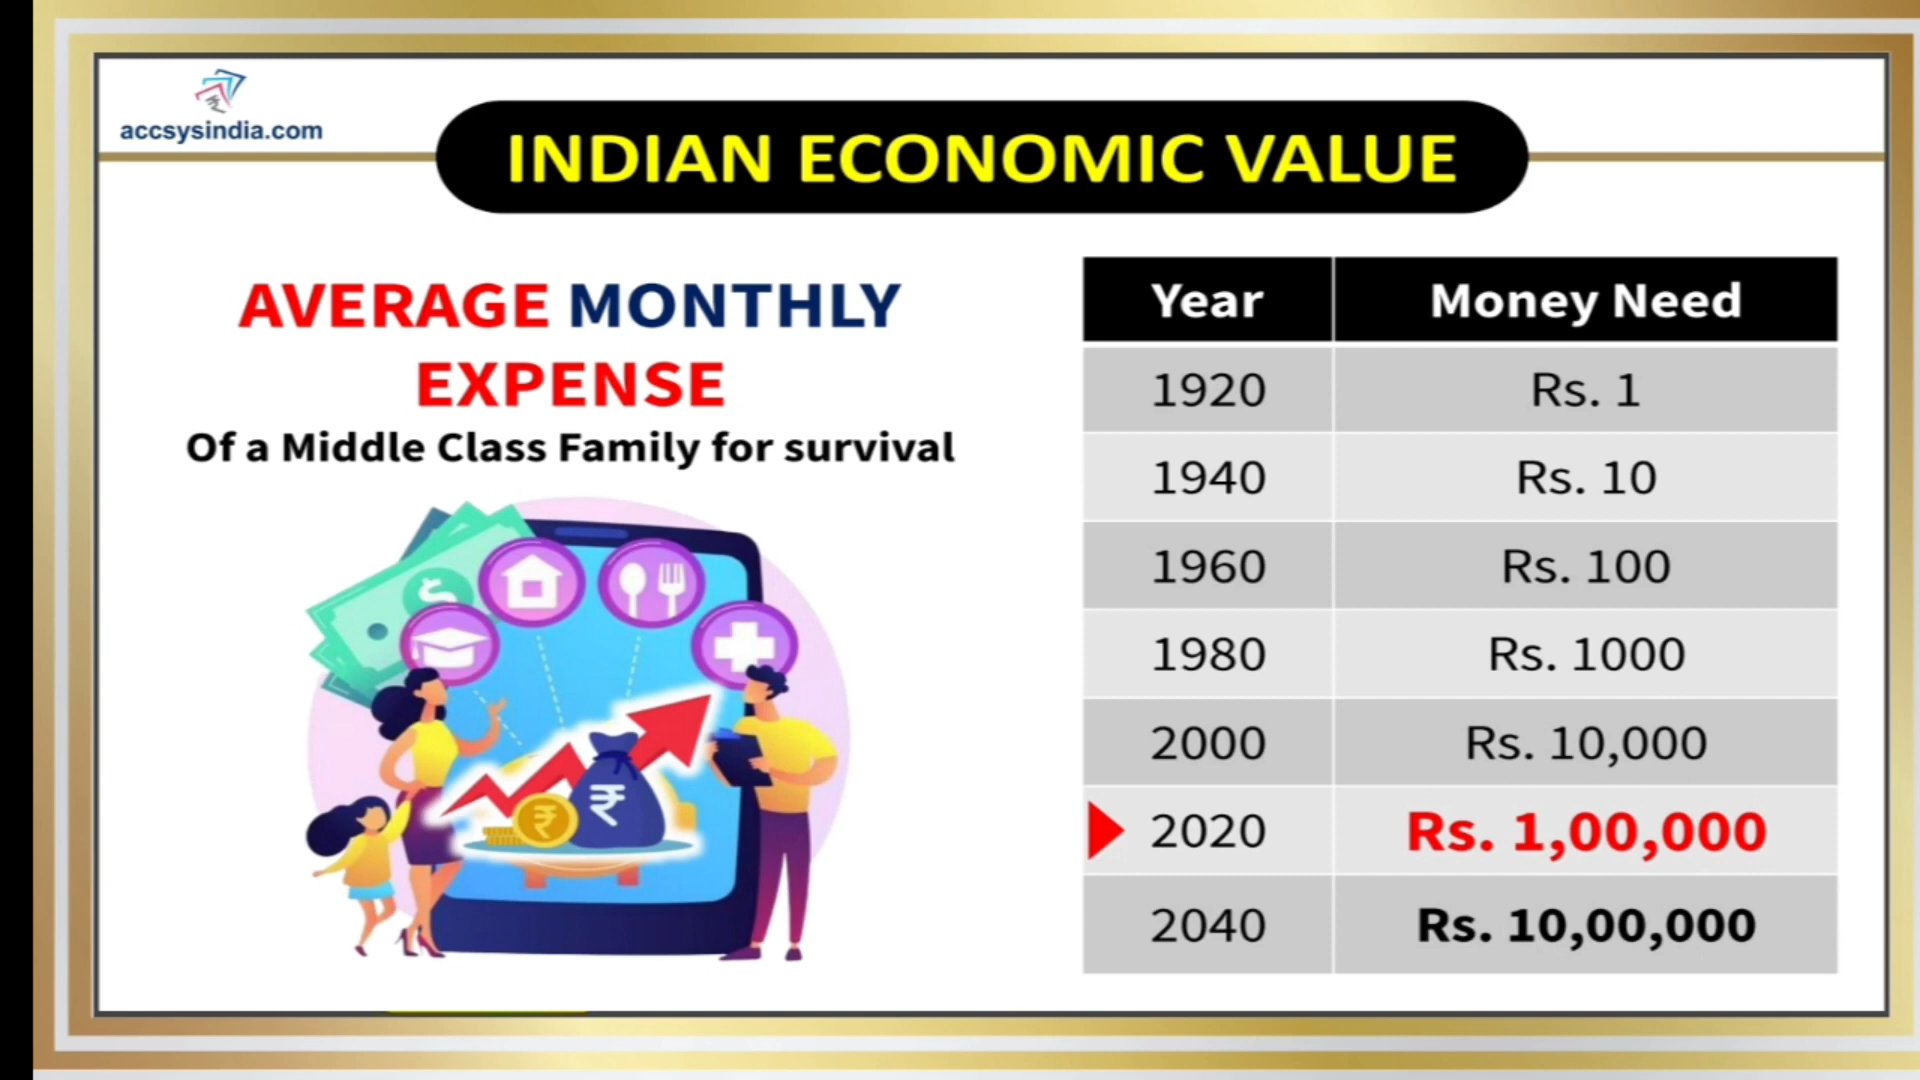 accsysindia.com
INDIAN ECONOMIC VALUE
AVERAGE MONTHLY
EXPENSE
Of a Middle Class Family for survival
Year Money Need
1920 Rs. 1
1940 Rs. 10
1960 Rs. 100
1980 Rs. 1000
2000 Rs. 10,000
2020 Rs. 1,00,000
2040 Rs. 10,00,000